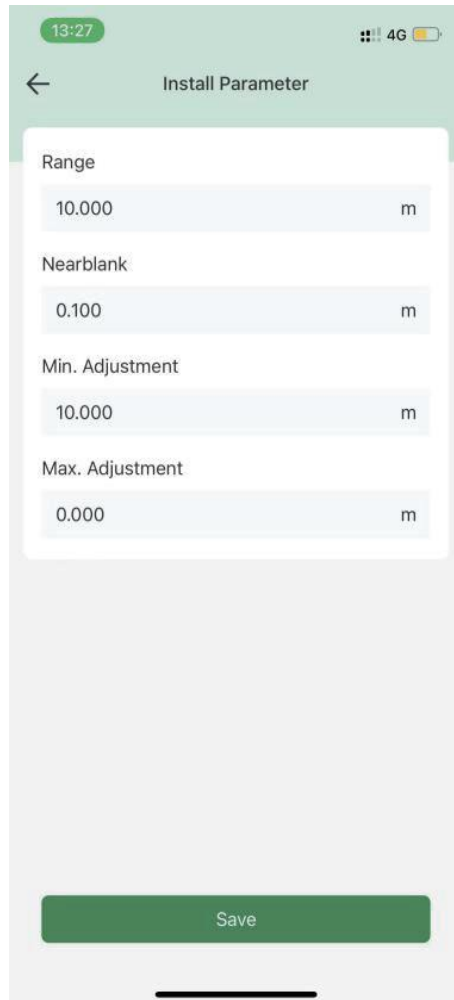 13:27
4G
Install Parameter
Range
10.000 m
Nearblank
0.100 m
Min. Adjustment
10.000 m
Max. Adjustment
0.000 m
Save